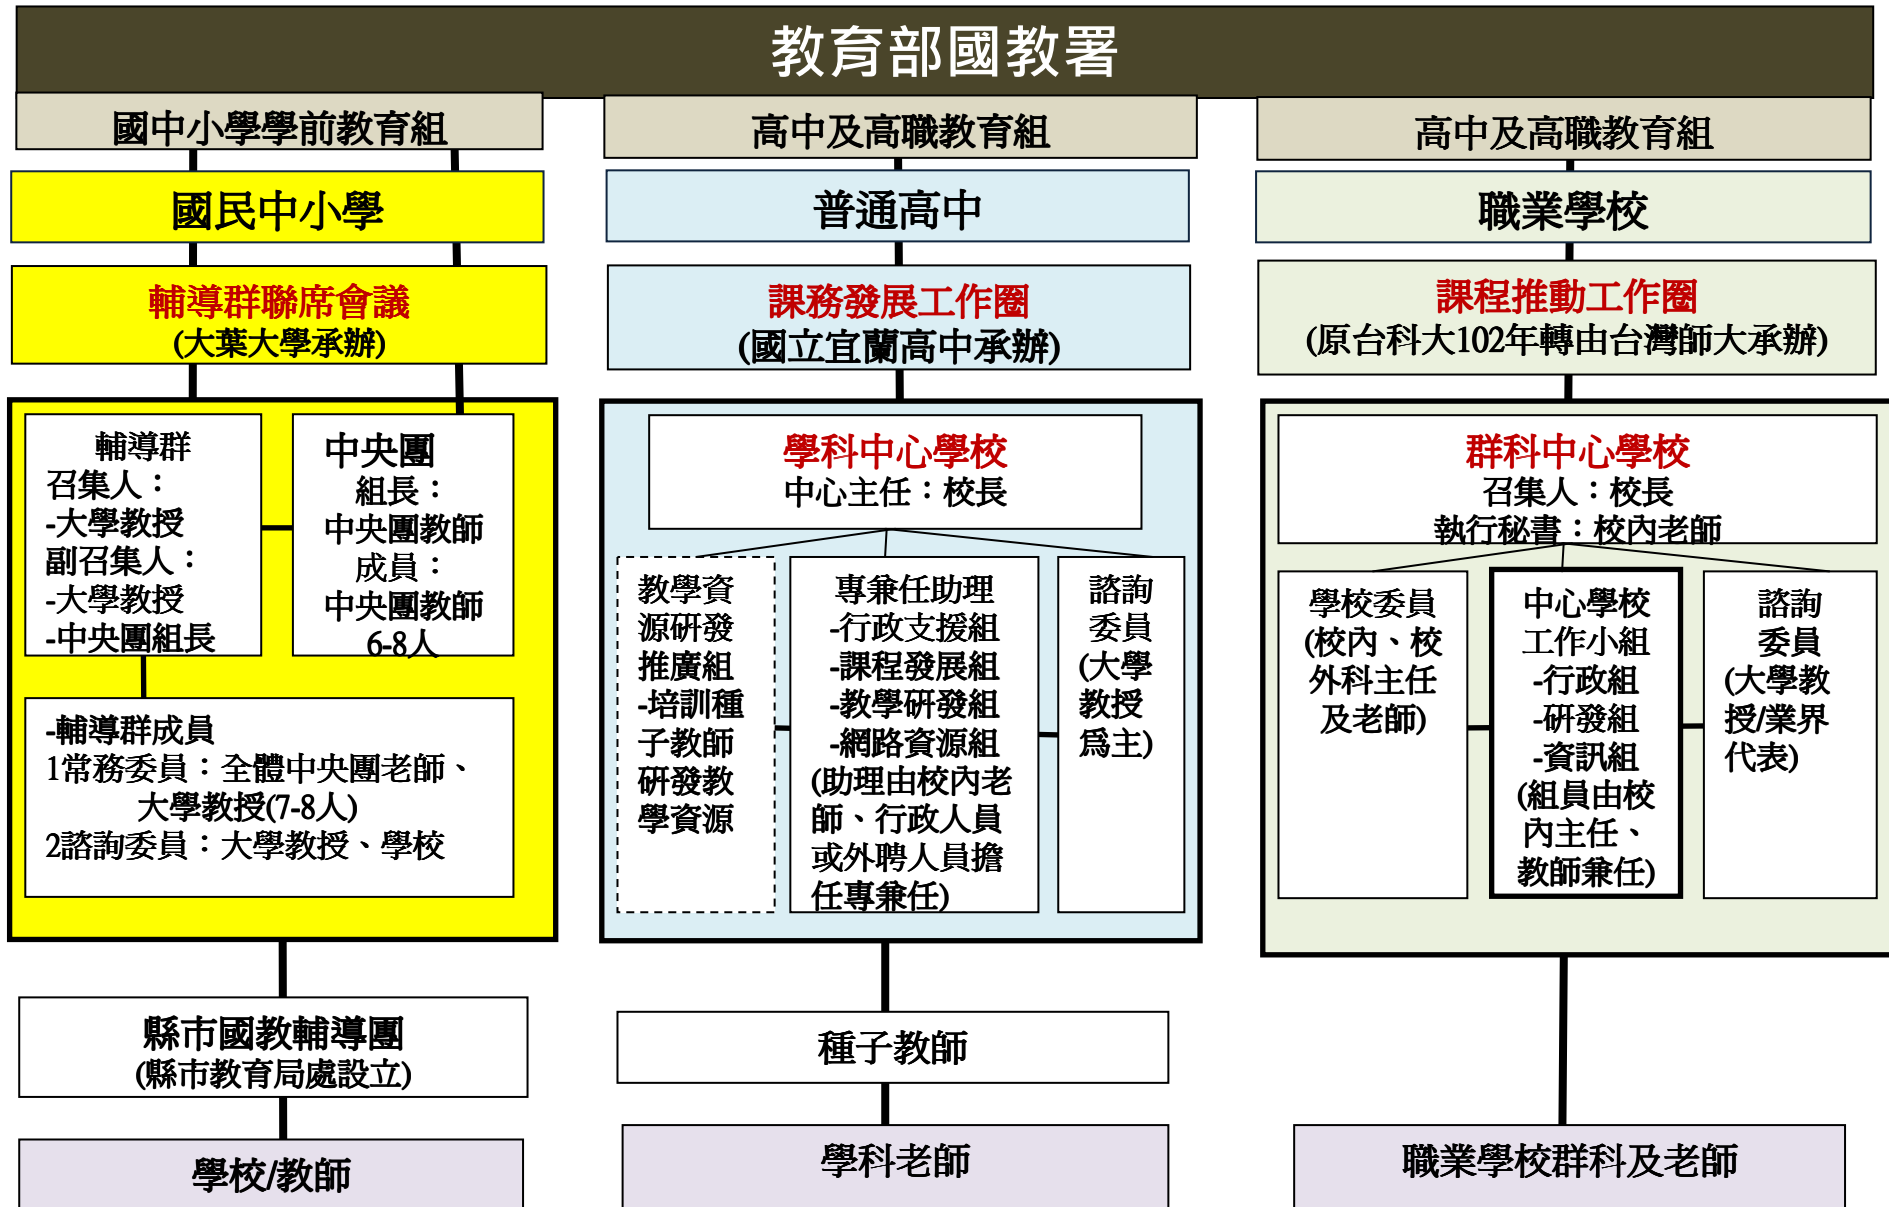 教育部國教署
國中小學學前教育組
國民中小學
輔導群聯席會議
(大葉大學承辦)
輔導群
召集人：
-大學教授
副召集人：
-大學教授
-中央團組長
中央團
組長：
中央團教師
成員：
中央團教師
6-8人
-輔導群成員
1常務委員：全體中央團老師、
大學教授(7-8人)
2諮詢委員：大學教授、學校
縣市國教輔導團
(縣市教育局處設立)
學校/教師
高中及高職教育組
普通高中
課務發展工作圈
(國立宜蘭高中承辦)
學科中心學校
中心主任：校長
教學資
源研發
推廣組
-培訓種
子教師
研發教
學資源
專兼任助理
-行政支援組
-課程發展組
-教學研發組
-網路資源組
(助理由校內老
師、行政人員
或外聘人員擔
任專兼任)
諮詢
委員
(大學
教授
為主)
種子教師
學科老師
高中及高職教育組
職業學校
課程推動工作圈
(原台科大102年轉由台灣師大承辦)
群科中心學校
召集人：校長
執行秘書：校內老師
學校委員
(校內、校
外科主任
及老師)
中心學校
工作小組
-行政組
-研發組
-資訊組
(組員由校
內主任、
教師兼任)
諮詢
委員
(大學教
授/業界
代表)
職業學校群科及老師